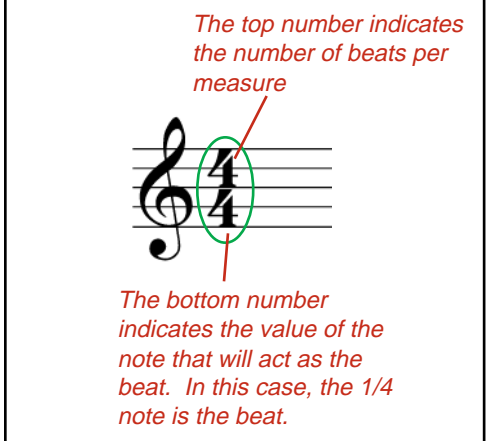 The top number indicates
the number of beats per
measure
4
4
The bottom number
indicates the value of the
note that will act as the
beat.  In this case, the 1/4
note is the beat.